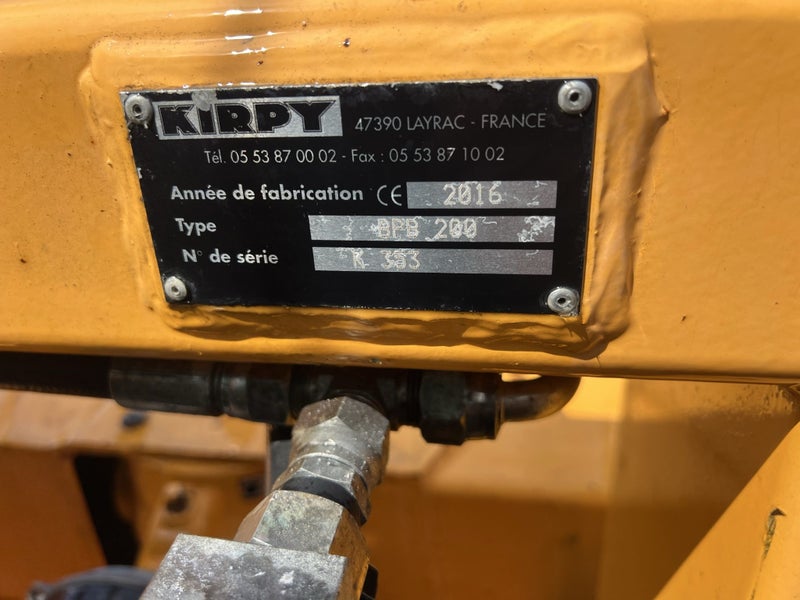 KIRPY 47390 LAYRAC - FRANCE
Tél. 05 53 87 00 02 - Fax : 05 53 87 10 02
Année de fabrication CE 2016
Type BPB 200
N° de série K 353